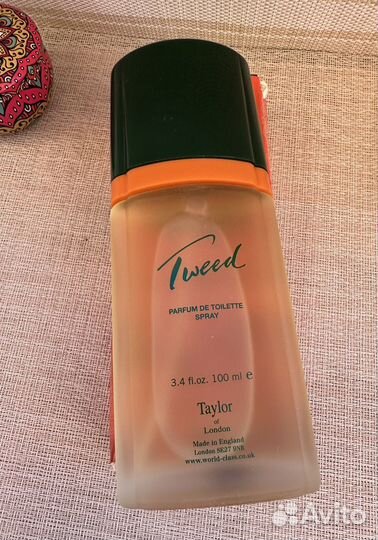 Tweed
PARFUM DE TOILETTE
SPRAY
3.4 fl.oz. 100 ml e
Taylor
of
London
Made in England
London SE27 0NR
www.world-class.co.uk
Avito